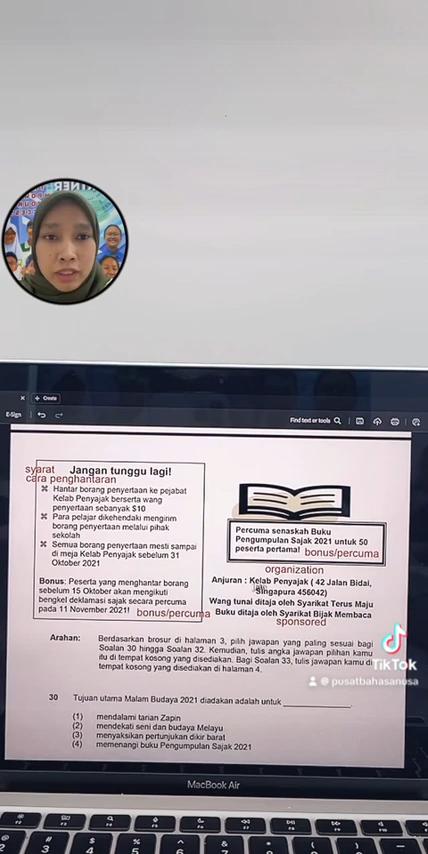 E-Sign
Create
Find text or tools
syarat
Jangan tunggu lagi!
cara penghantaran
⌘ Hantar borang penyertaan ke pejabat
Kelab Penyajak berserta wang
penyertaan sebanyak $10
⌘ Para pelajar dikehendaki mengirim
borang penyertaan melalui pihak
sekolah
⌘ Semua borang penyertaan mesti sampai
di meja Kelab Penyajak sebelum 31
Oktober 2021
Bonus: Peserta yang menghantar borang
sebelum 15 Oktober akan mengikuti
bengkel deklamasi sajak secara percuma
pada 11 November 2021! bonus/percuma
Percuma senaskah Buku
Pengumpulan Sajak 2021 untuk 50
peserta pertama! bonus/percuma
organization
Anjuran : Kelab Penyajak ( 42 Jalan Bidai,
Singapura 456042)
Wang tunai ditaja oleh Syarikat Terus Maju
Buku ditaja oleh Syarikat Bijak Membaca
sponsored
Arahan: Berdasarkan brosur di halaman 3, pilih jawapan yang paling sesuai bagi
Soalan 30 hingga Soalan 32. Kemudian, tulis angka jawapan pilihan kamu
itu di tempat kosong yang disediakan. Bagi Soalan 33, tulis jawapan kamu di
tempat kosong yang disediakan di halaman 4.
30 Tujuan utama Malam Budaya 2021 diadakan adalah untuk ____________.
(1) mendalami tarian Zapin
(2) mendekati seni dan budaya Melayu
(3) menyaksikan pertunjukan dikir barat
(4) memenangi buku Pengumpulan Sajak 2021
TikTok
@pusatbahasanusa
MacBook Air